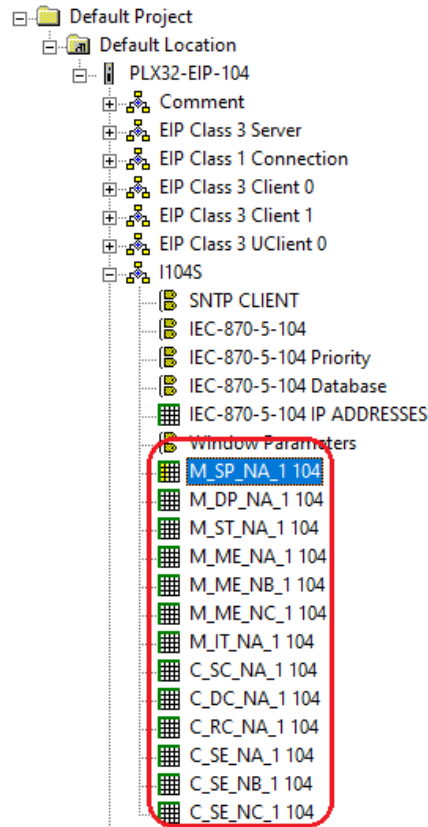 Default Project
Default Location
PLX32-EIP-104
Comment
EIP Class 3 Server
EIP Class 1 Connection
EIP Class 3 Client 0
EIP Class 3 Client 1
EIP Class 3 UClient 0
I104S
SNTP CLIENT
IEC-870-5-104
IEC-870-5-104 Priority
IEC-870-5-104 Database
IEC-870-5-104 IP ADDRESSES
Window Parameters
M_SP_NA_1 104
M_DP_NA_1 104
M_ST_NA_1 104
M_ME_NA_1 104
M_ME_NB_1 104
M_ME_NC_1 104
M_IT_NA_1 104
C_SC_NA_1 104
C_DC_NA_1 104
C_RC_NA_1 104
C_SE_NA_1 104
C_SE_NB_1 104
C_SE_NC_1 104